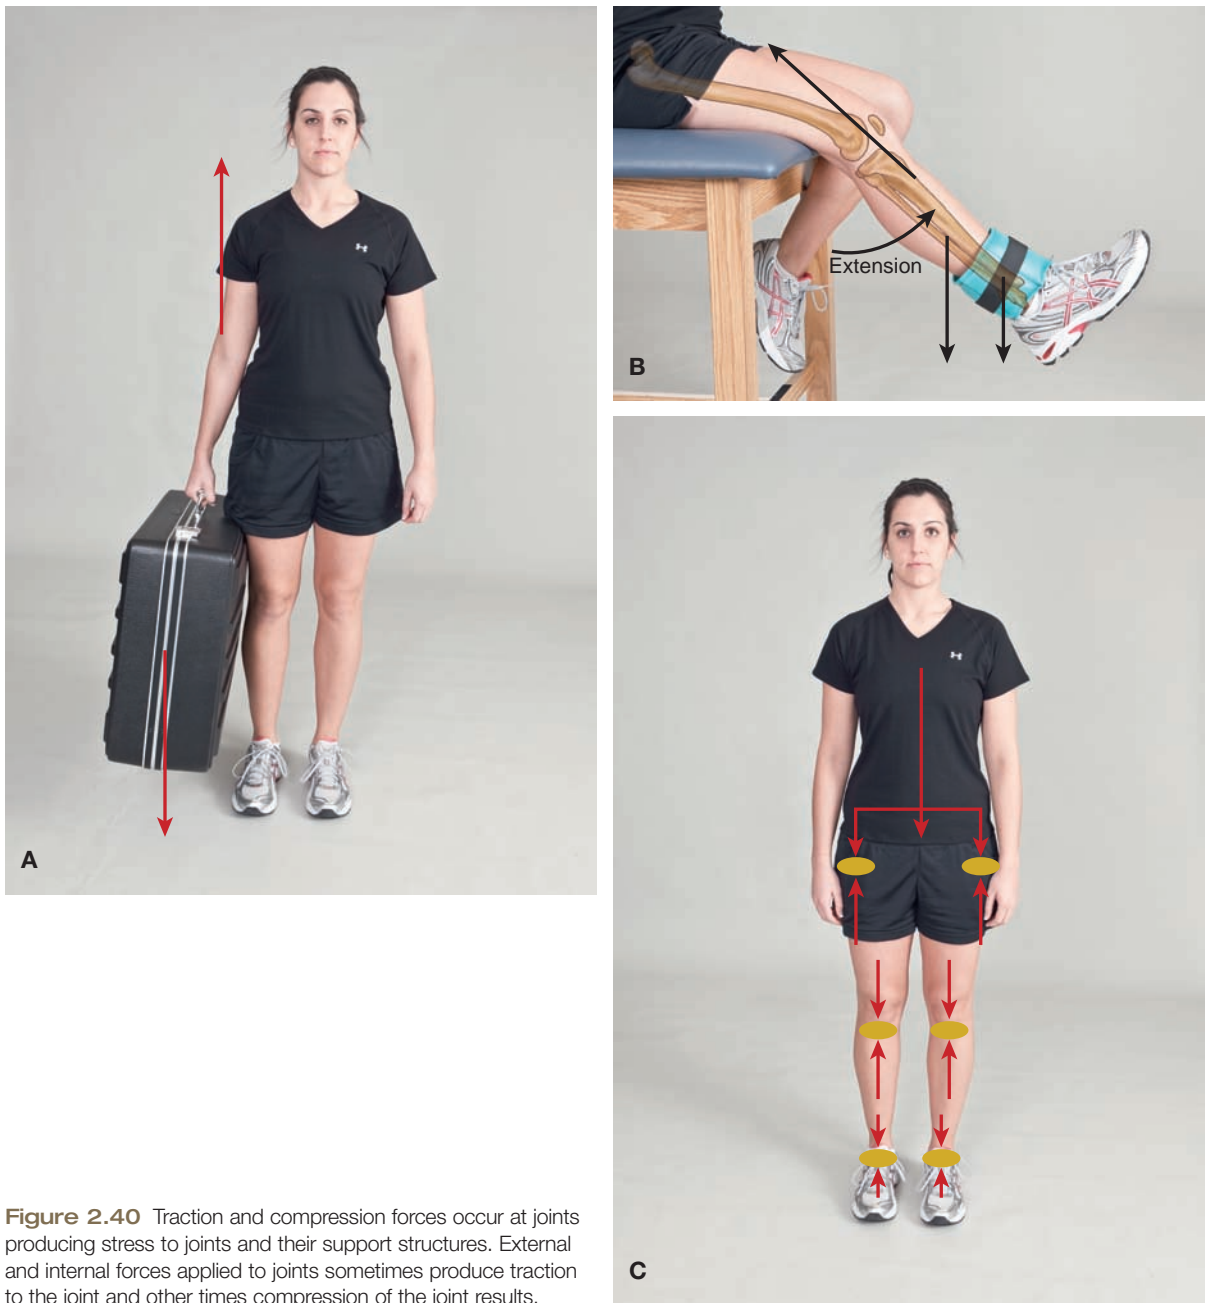 A
Extension
B
C
Figure 2.40 Traction and compression forces occur at joints
producing stress to joints and their support structures. External
and internal forces applied to joints sometimes produce traction
to the joint and other times compression of the joint results.